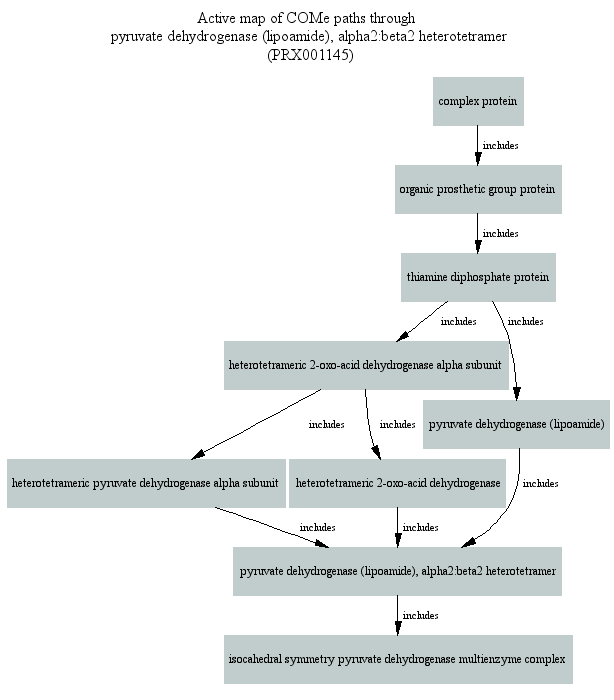 Active map of COMe paths through
pyruvate dehydrogenase (lipoamide), alpha2:beta2 heterotetramer
(PRX001145)
complex protein
includes
organic prosthetic group protein
includes
thiamine diphosphate protein
includes
includes
heterotetrameric 2-oxo-acid dehydrogenase alpha subunit
includes
includes
pyruvate dehydrogenase (lipoamide)
heterotetrameric pyruvate dehydrogenase alpha subunit
heterotetrameric 2-oxo-acid dehydrogenase
includes
includes
includes
pyruvate dehydrogenase (lipoamide), alpha2:beta2 heterotetramer
includes
isocahedral symmetry pyruvate dehydrogenase multienzyme complex